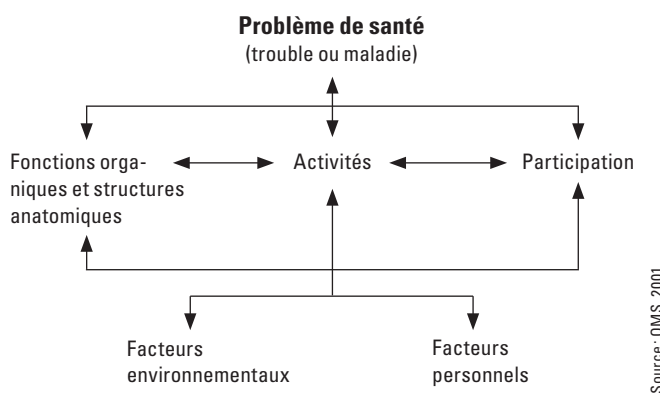 Problème de santé
(trouble ou maladie)
Fonctions orga-
niques et structures
anatomiques
Activités
Participation
Facteurs
environnementaux
Facteurs
personnels
Source: OMS, 2001